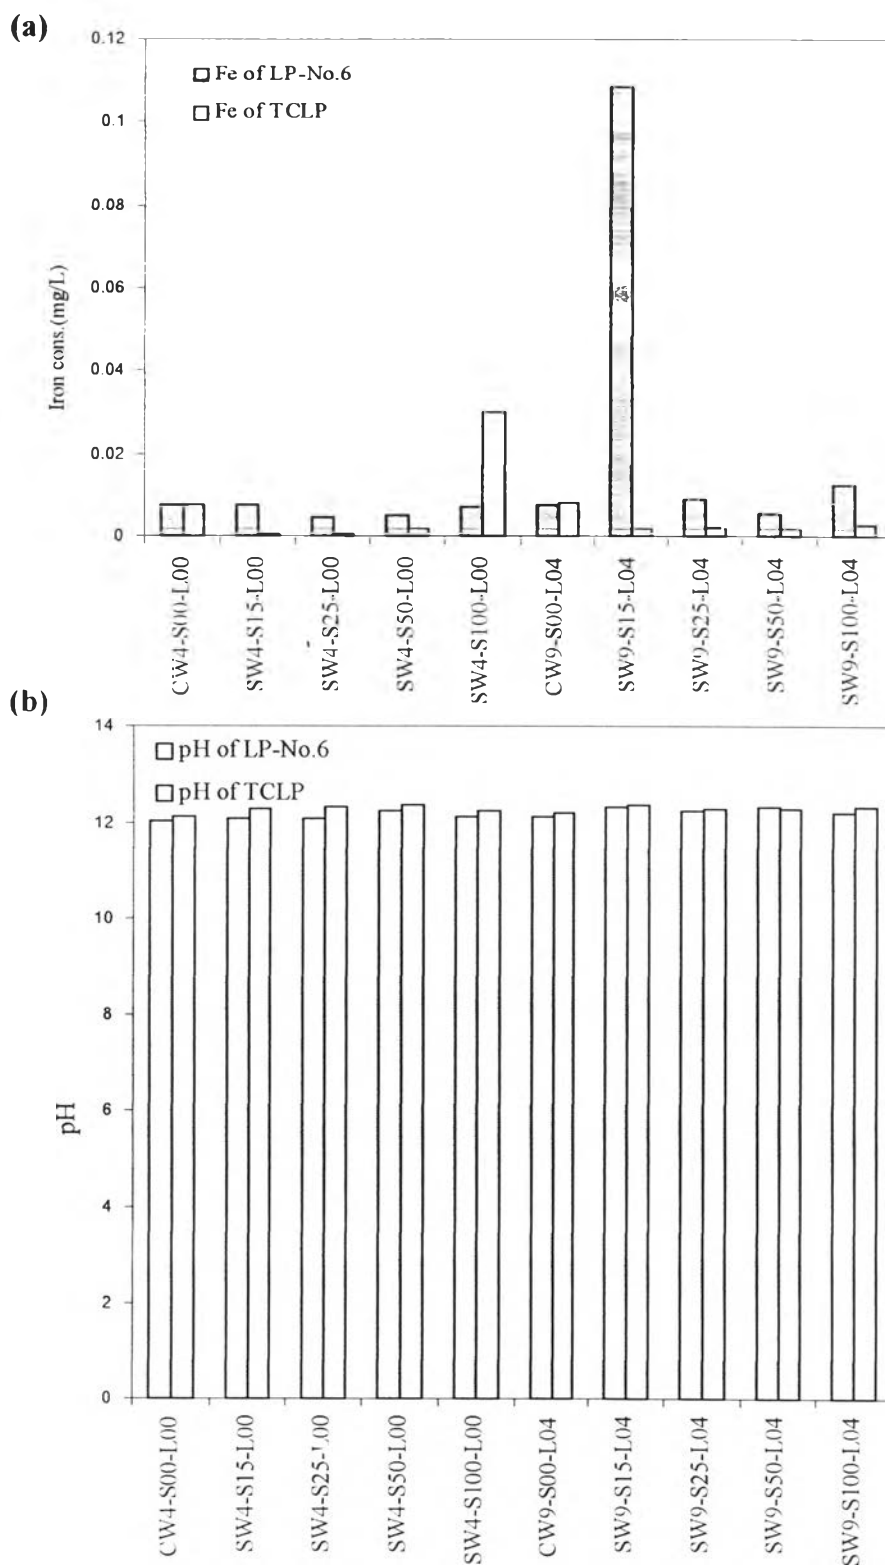 (a)
0.12
0.1
0.08
0.06
0.04
0.02
0
Iron cons.(mg/L)
Fe of LP-No.6
Fe of TCLP
CW4-S00-L00
SW4-S15-L00
SW4-S25-L00
SW4-S50-L00
SW4-S100-L00
CW9-S00-L04
SW9-S15-L04
SW9-S25-L04
SW9-S50-L04
SW9-S100-L04
(b)
14
12
10
8
6
4
2
0
pH
pH of LP-No.6
pH of TCLP
CW4-S00-L00
SW4-S15-L00
SW4-S25-L00
SW4-S50-L00
SW4-S100-L00
CW9-S00-L04
SW9-S15-L04
SW9-S25-L04
SW9-S50-L04
SW9-S100-L04